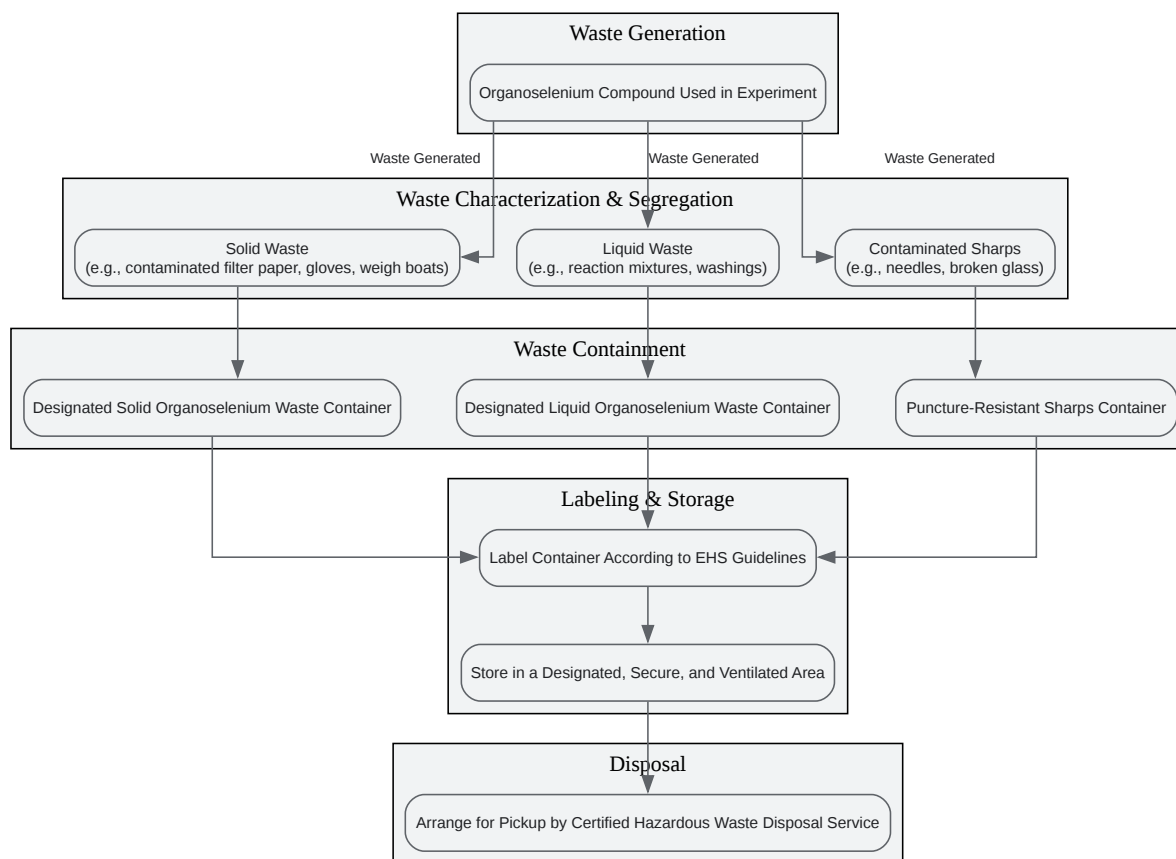 Waste Generation
Organoselenium Compound Used in Experiment
Waste Generated
Waste Generated
Waste Generated
Waste Characterization & Segregation
Solid Waste
(e.g., contaminated filter paper, gloves, weigh boats)
Liquid Waste
(e.g., reaction mixtures, washings)
Contaminated Sharps
(e.g., needles, broken glass)
Waste Containment
Designated Solid Organoselenium Waste Container
Designated Liquid Organoselenium Waste Container
Puncture-Resistant Sharps Container
Labeling & Storage
Label Container According to EHS Guidelines
Store in a Designated, Secure, and Ventilated Area
Disposal
Arrange for Pickup by Certified Hazardous Waste Disposal Service